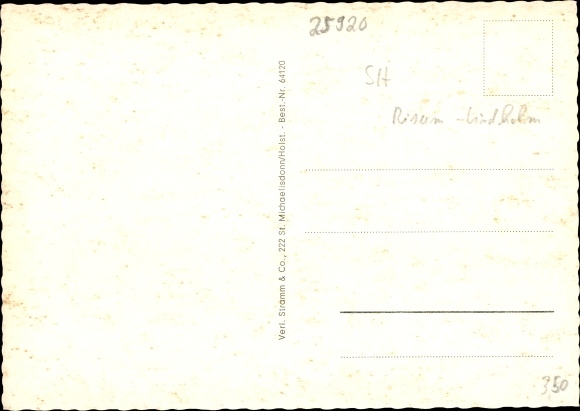 25920
SH
Risum-Lindholm
Verl. Stramm & Co., 222 St. Michaelisdonn/Holst. - Best.-Nr. 64120
350